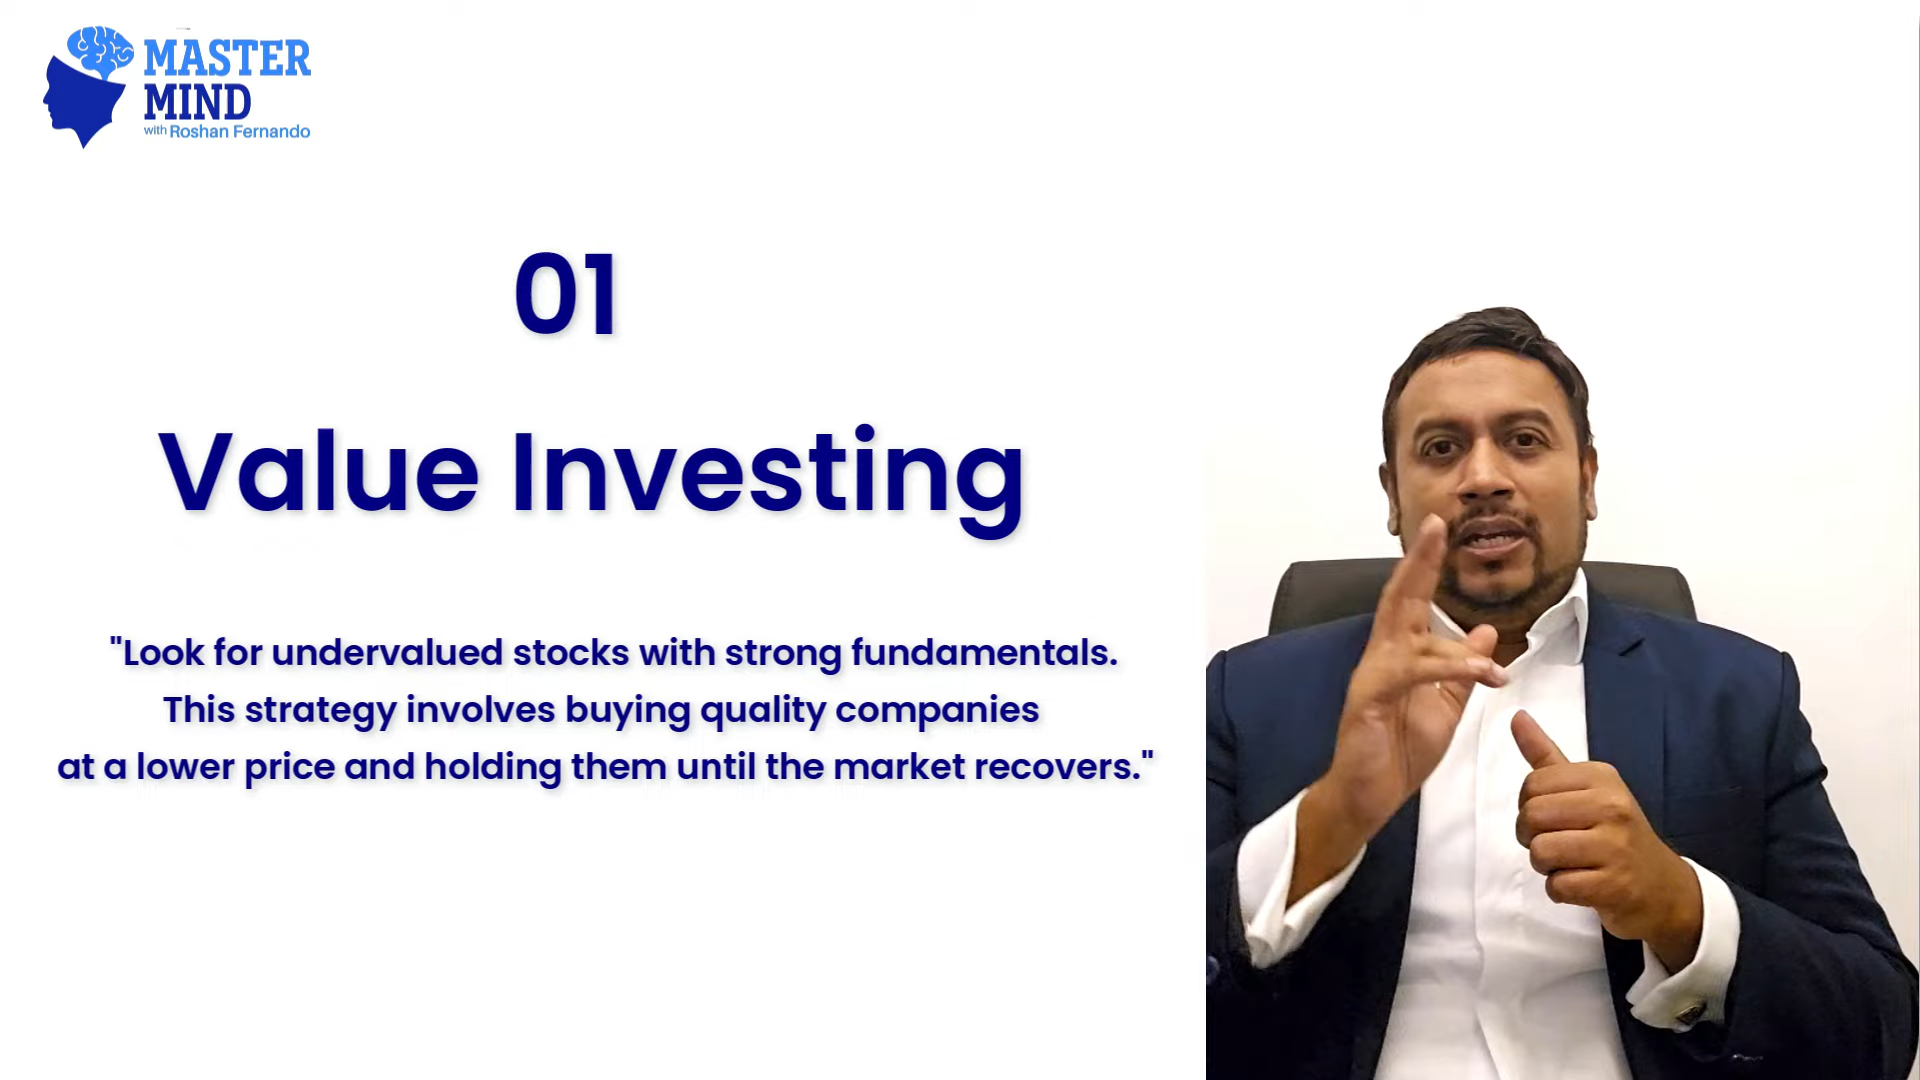 MASTER
MIND
with Roshan Fernando
01
Value Investing
"Look for undervalued stocks with strong fundamentals.
This strategy involves buying quality companies
at a lower price and holding them until the market recovers."